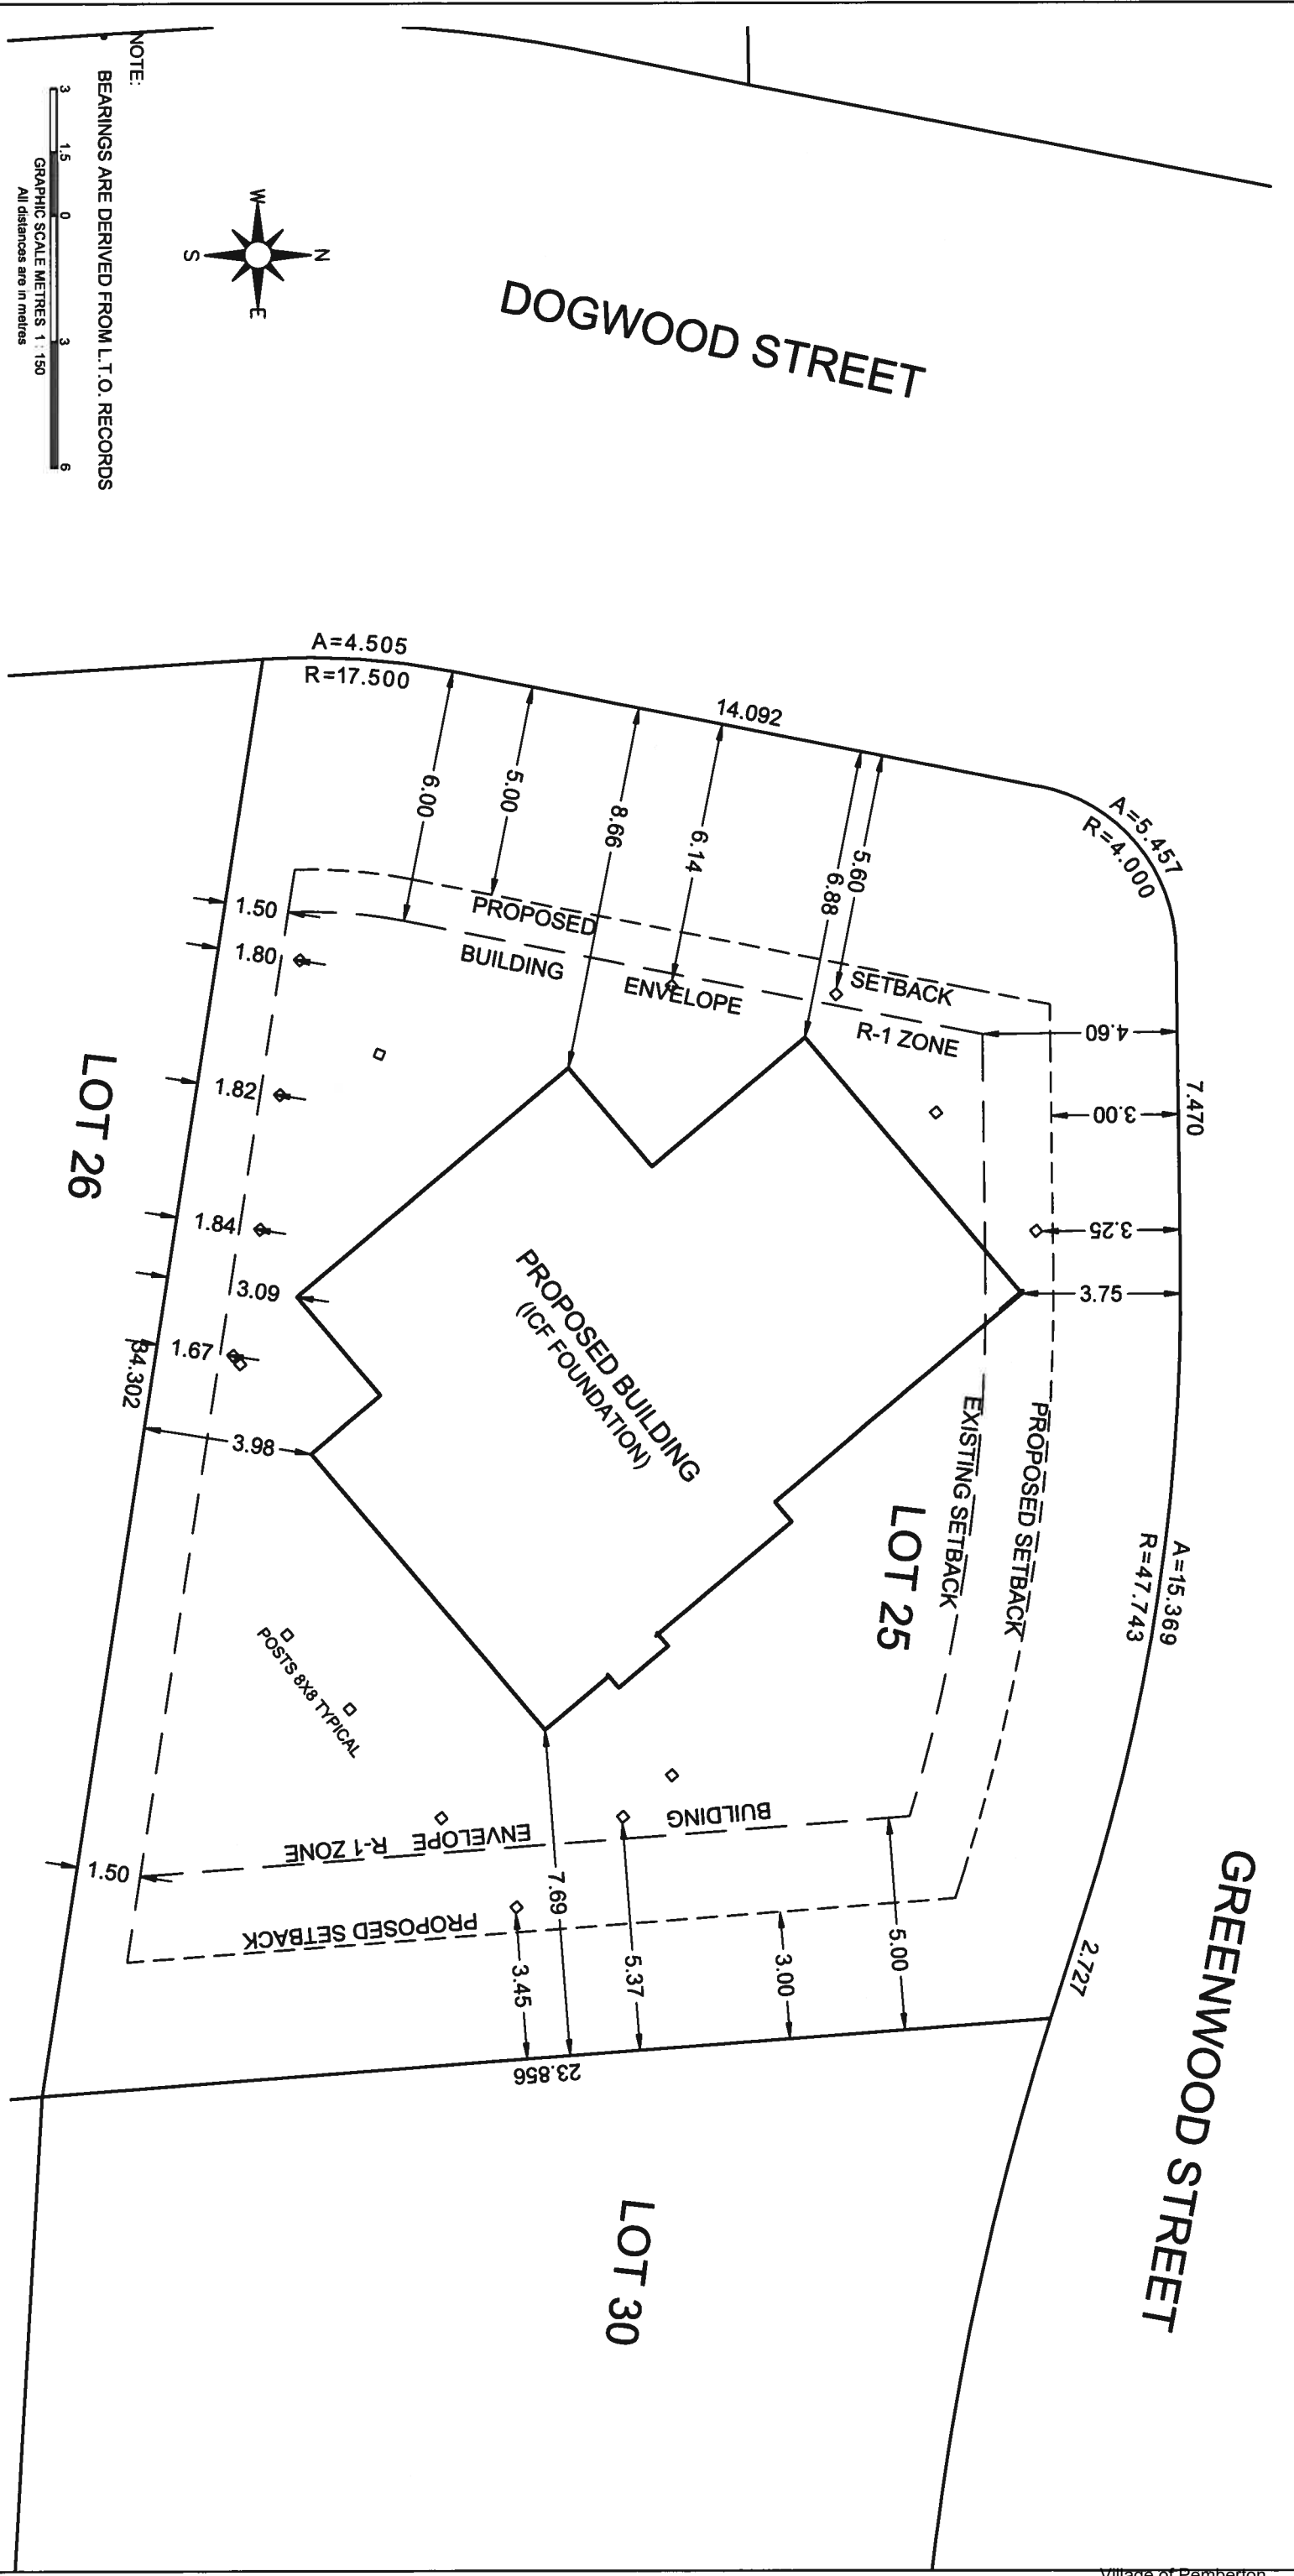 NOTE:
BEARINGS ARE DERIVED FROM L.T.O. RECORDS
3 1.5 0 3 6
GRAPHIC SCALE METRES 1 : 150
All distances are in metres
W
N
S
E
DOGWOOD STREET
A=4.505
R=17.500
14.092
A=5.457
R=4.000
6.00
5.00
8.66
6.14
5.60
6.88
PROPOSED
SETBACK
BUILDING
ENVELOPE
R-1 ZONE
4.60
3.00
7.470
3.25
3.75
1.50
1.80
1.82
1.84
3.09
1.67
34.302
3.98
LOT 26
PROPOSED BUILDING
(ICF FOUNDATION)
EXISTING SETBACK
PROPOSED SETBACK
LOT 25
A=15.369
R=47.743
POSTS 8X8 TYPICAL
BUILDING
ENVELOPE R-1 ZONE
1.50
PROPOSED SETBACK
7.69
3.45
5.37
3.00
5.00
2.727
23.856
GREENWOOD STREET
LOT 30
Village of Pemberton